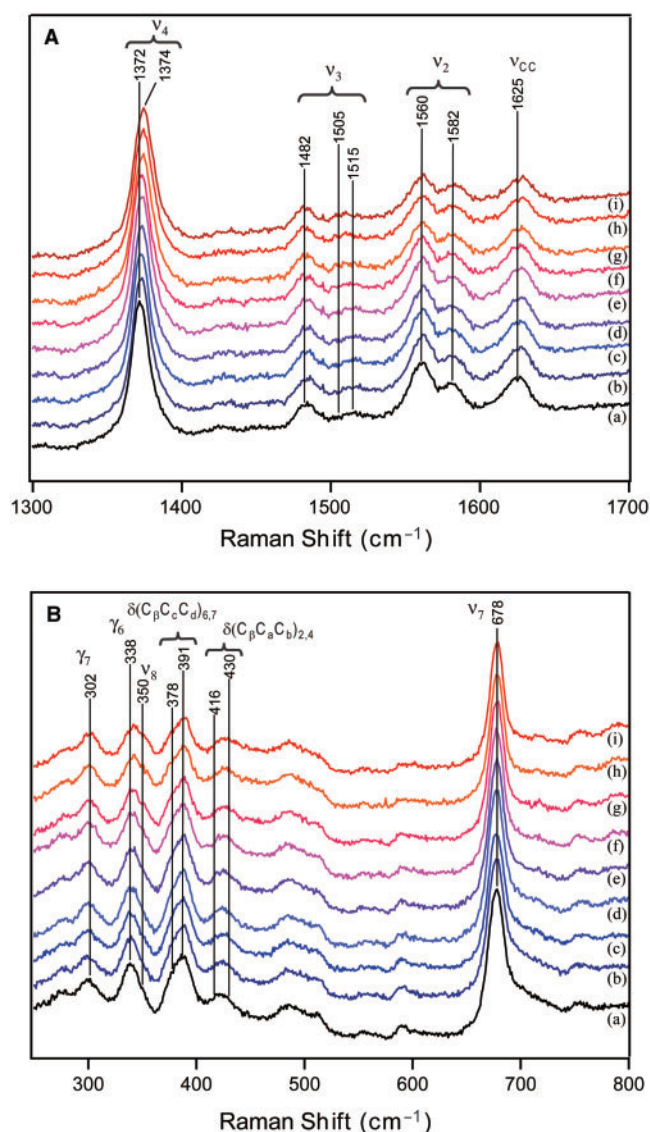 A
ν4
1372
1374
ν3
1482
1505
1515
ν2
1560
1582
νCC
1625
(i)
(h)
(g)
(f)
(e)
(d)
(c)
(b)
(a)
1300
1400
1500
1600
1700
Raman Shift (cm⁻¹)
B
γ7
302
γ6
338
ν8
350
δ(CβCcCd)6,7
378
391
δ(CβCaCb)2,4
416
430
ν7
678
(i)
(h)
(g)
(f)
(e)
(d)
(c)
(b)
(a)
300
400
500
600
700
800
Raman Shift (cm⁻¹)